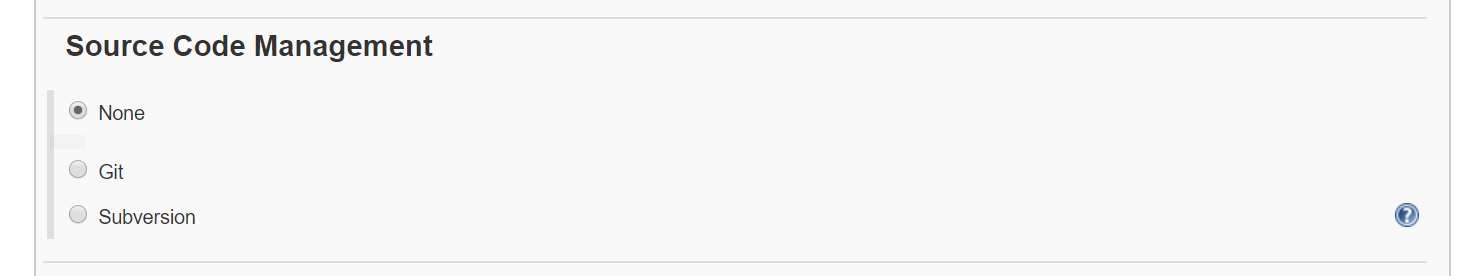 Source Code Management
None
Git
Subversion
?